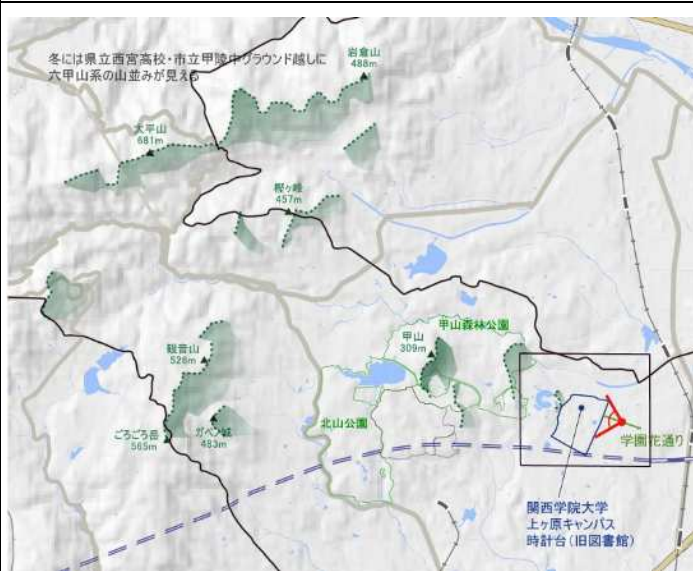 冬には県立西宮高校・市立甲陵中グラウンド越しに
六甲山系の山並みが見える
岩倉山
488m
大平山
681m
樫ヶ峰
457m
甲山森林公園
甲山
309m
観音山
526m
北山公園
ごろごろ岳
565m
ガベノ城
483m
学園花通り
関西学院大学
上ヶ原キャンパス
時計台(旧図書館)